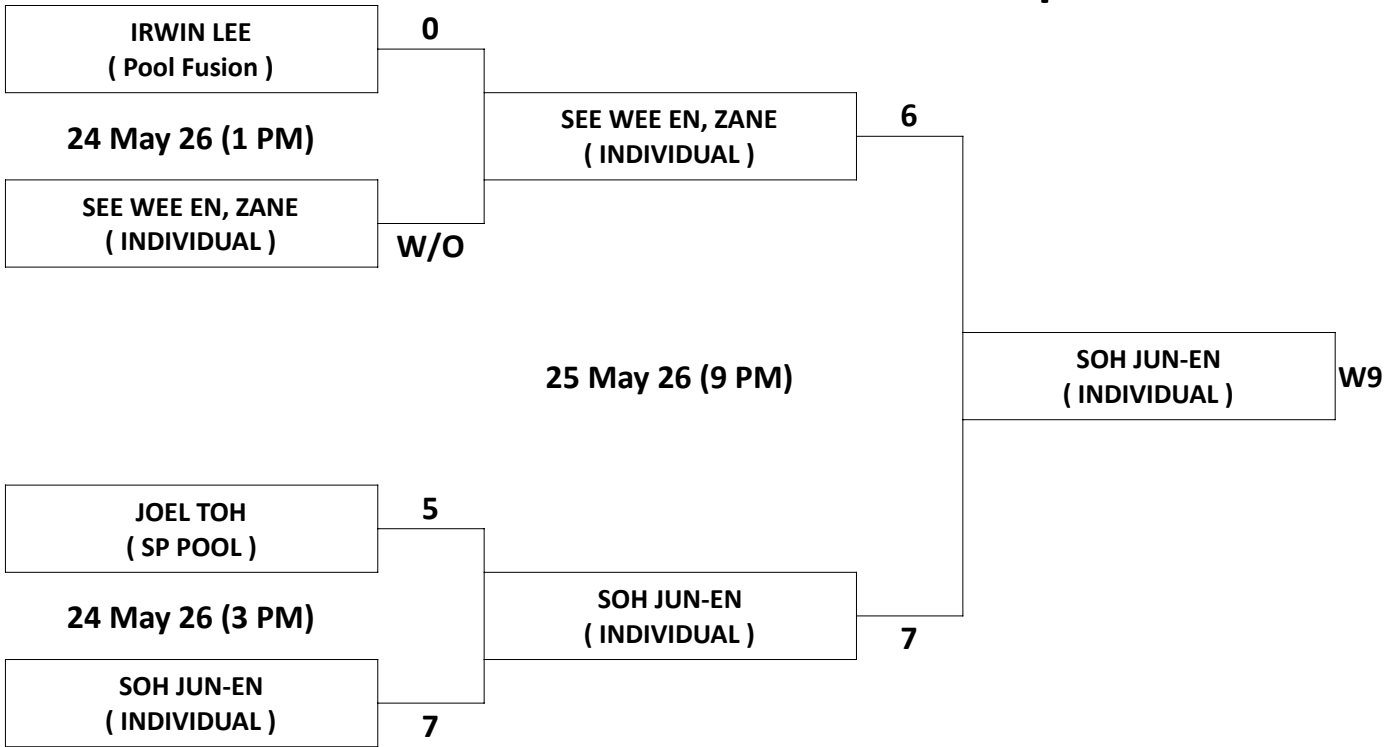 IRWIN LEE
( Pool Fusion )
0
24 May 26 (1 PM)
SEE WEE EN, ZANE
( INDIVIDUAL )
W/O
SEE WEE EN, ZANE
( INDIVIDUAL )
6
25 May 26 (9 PM)
SOH JUN-EN
( INDIVIDUAL )
W9
JOEL TOH
( SP POOL )
5
24 May 26 (3 PM)
SOH JUN-EN
( INDIVIDUAL )
7
SOH JUN-EN
( INDIVIDUAL )
7